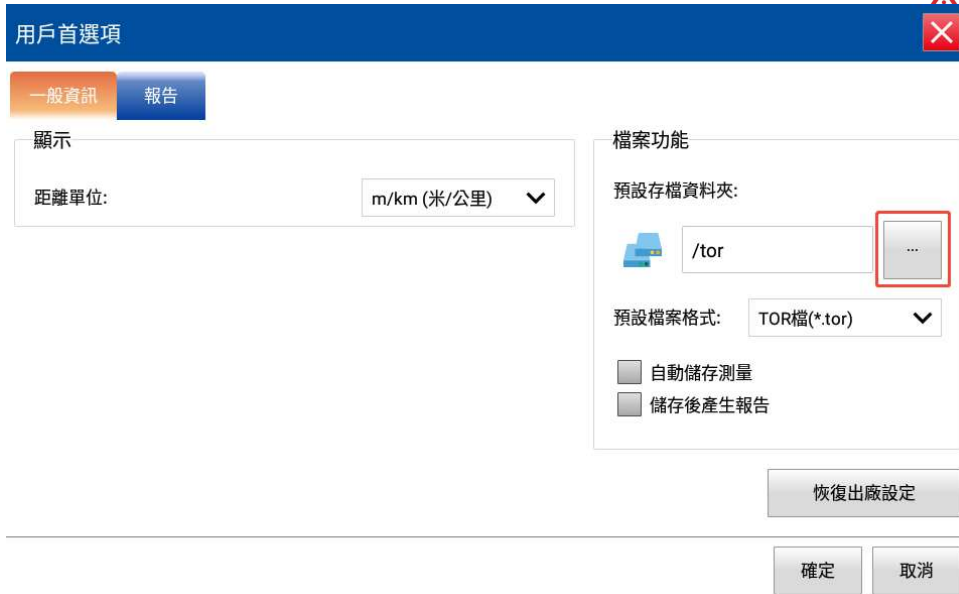 用戶首選項
一般資訊 報告
顯示
距離單位: m/km (米/公里)
檔案功能
預設存檔資料夾:
/tor ...
預設檔案格式: TOR檔(*.tor)
自動儲存測量
儲存後產生報告
恢復出廠設定
確定 取消